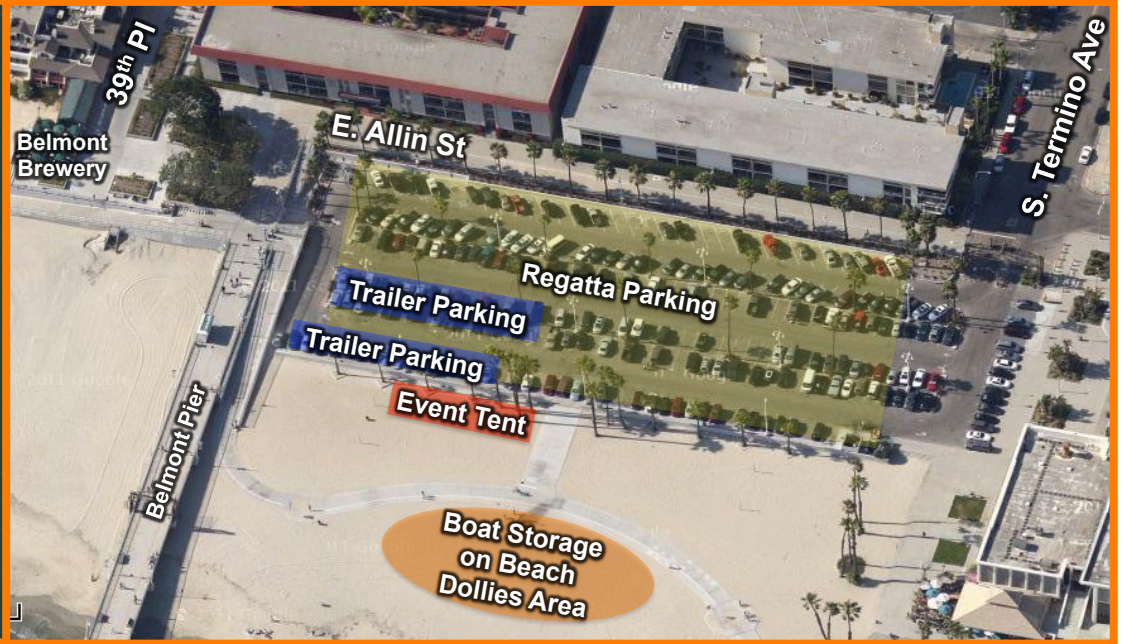 39th Pl
S. Termino Ave
Belmont
Brewery
E. Allin St
Regatta Parking
Trailer Parking
Trailer Parking
Event Tent
Belmont Pier
Boat Storage
on Beach
Dollies Area